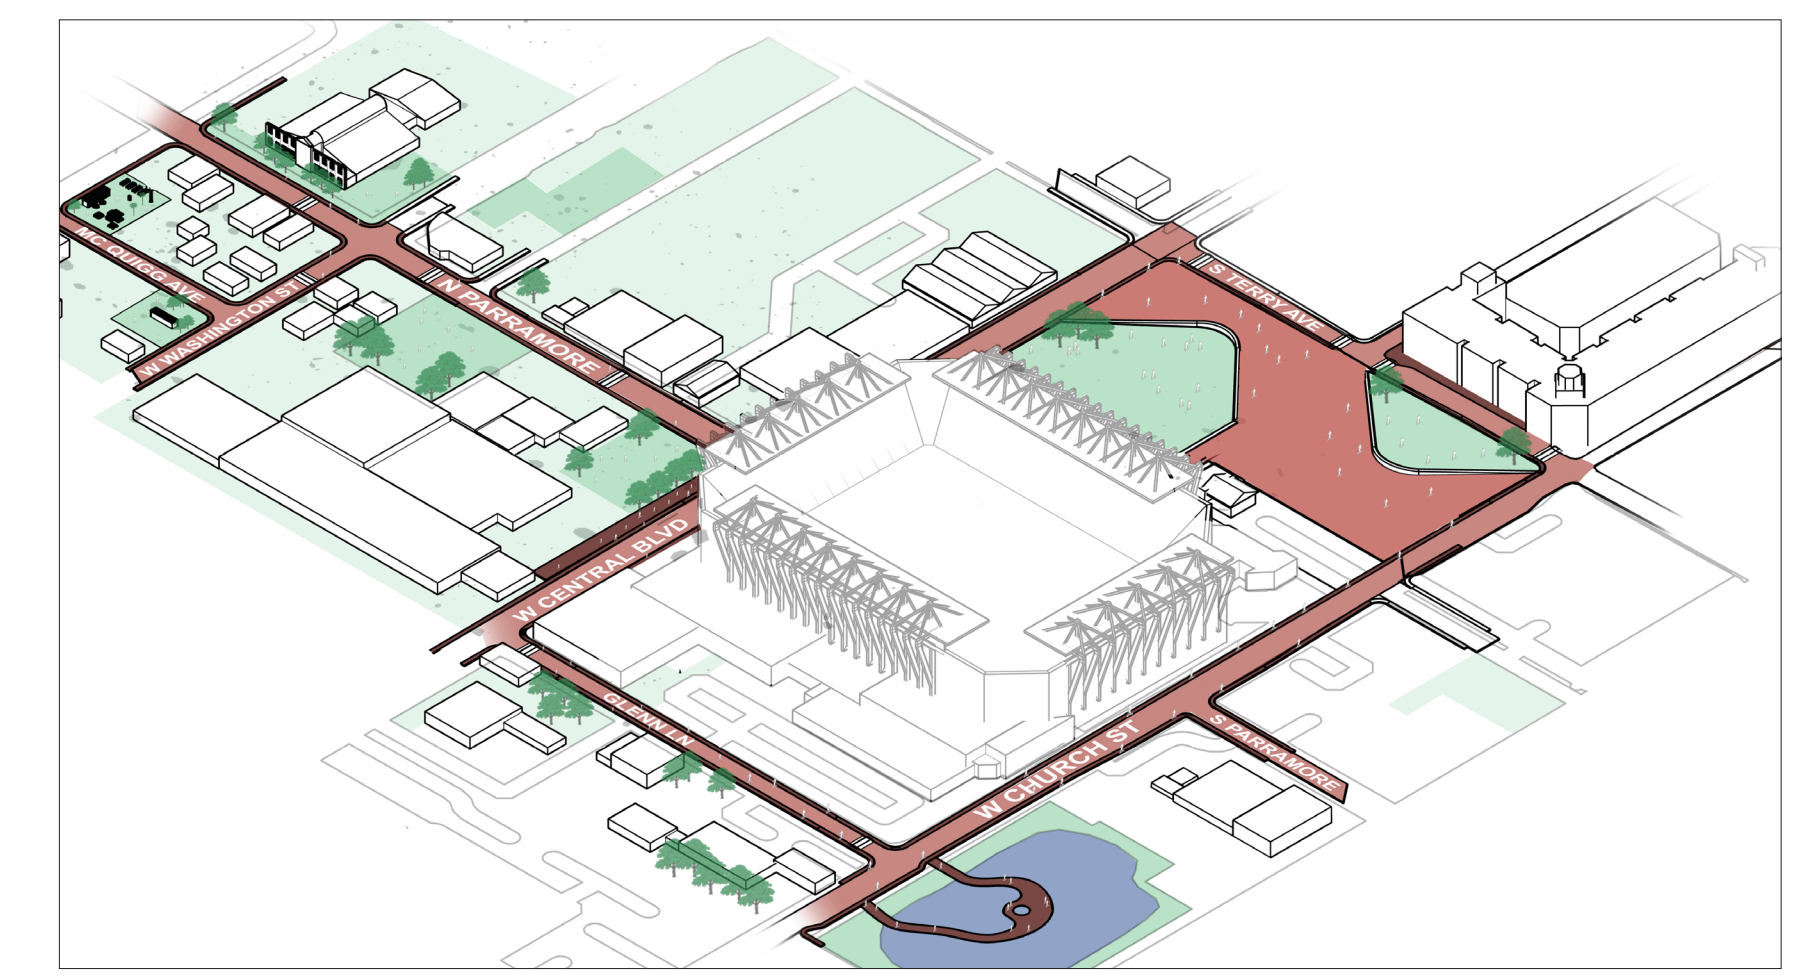 MC QUIGG AVE
W WASHINGTON ST
N PARRAMORE
S TERRY AVE
W CENTRAL BLVD
GLENN LN
W CHURCH ST
S PARRAMORE